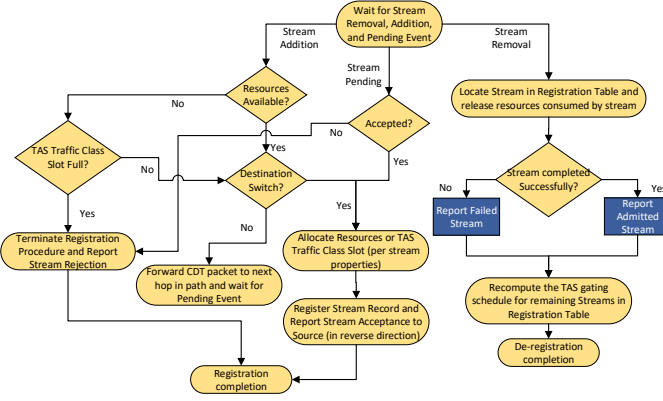 Wait for Stream
Removal, Addition,
and Pending Event
Stream
Addition
Stream
Pending
Stream
Removal
Resources
Available?
No
Yes
Accepted?
No
Yes
TAS Traffic Class
Slot Full?
No
Yes
Destination
Switch?
No
Yes
Terminate Registration
Procedure and Report
Stream Rejection
Forward CDT packet to next
hop in path and wait for
Pending Event
Allocate Resources or TAS
Traffic Class Slot (per stream
properties)
Register Stream Record and
Report Stream Acceptance to
Source (in reverse direction)
Registration
completion
Locate Stream in Registration Table and
release resources consumed by stream
Stream completed
Successfully?
No
Yes
Report Failed
Stream
Report
Admitted
Stream
Recompute the TAS gating
schedule for remaining Streams in
Registration Table
De-registration
completion